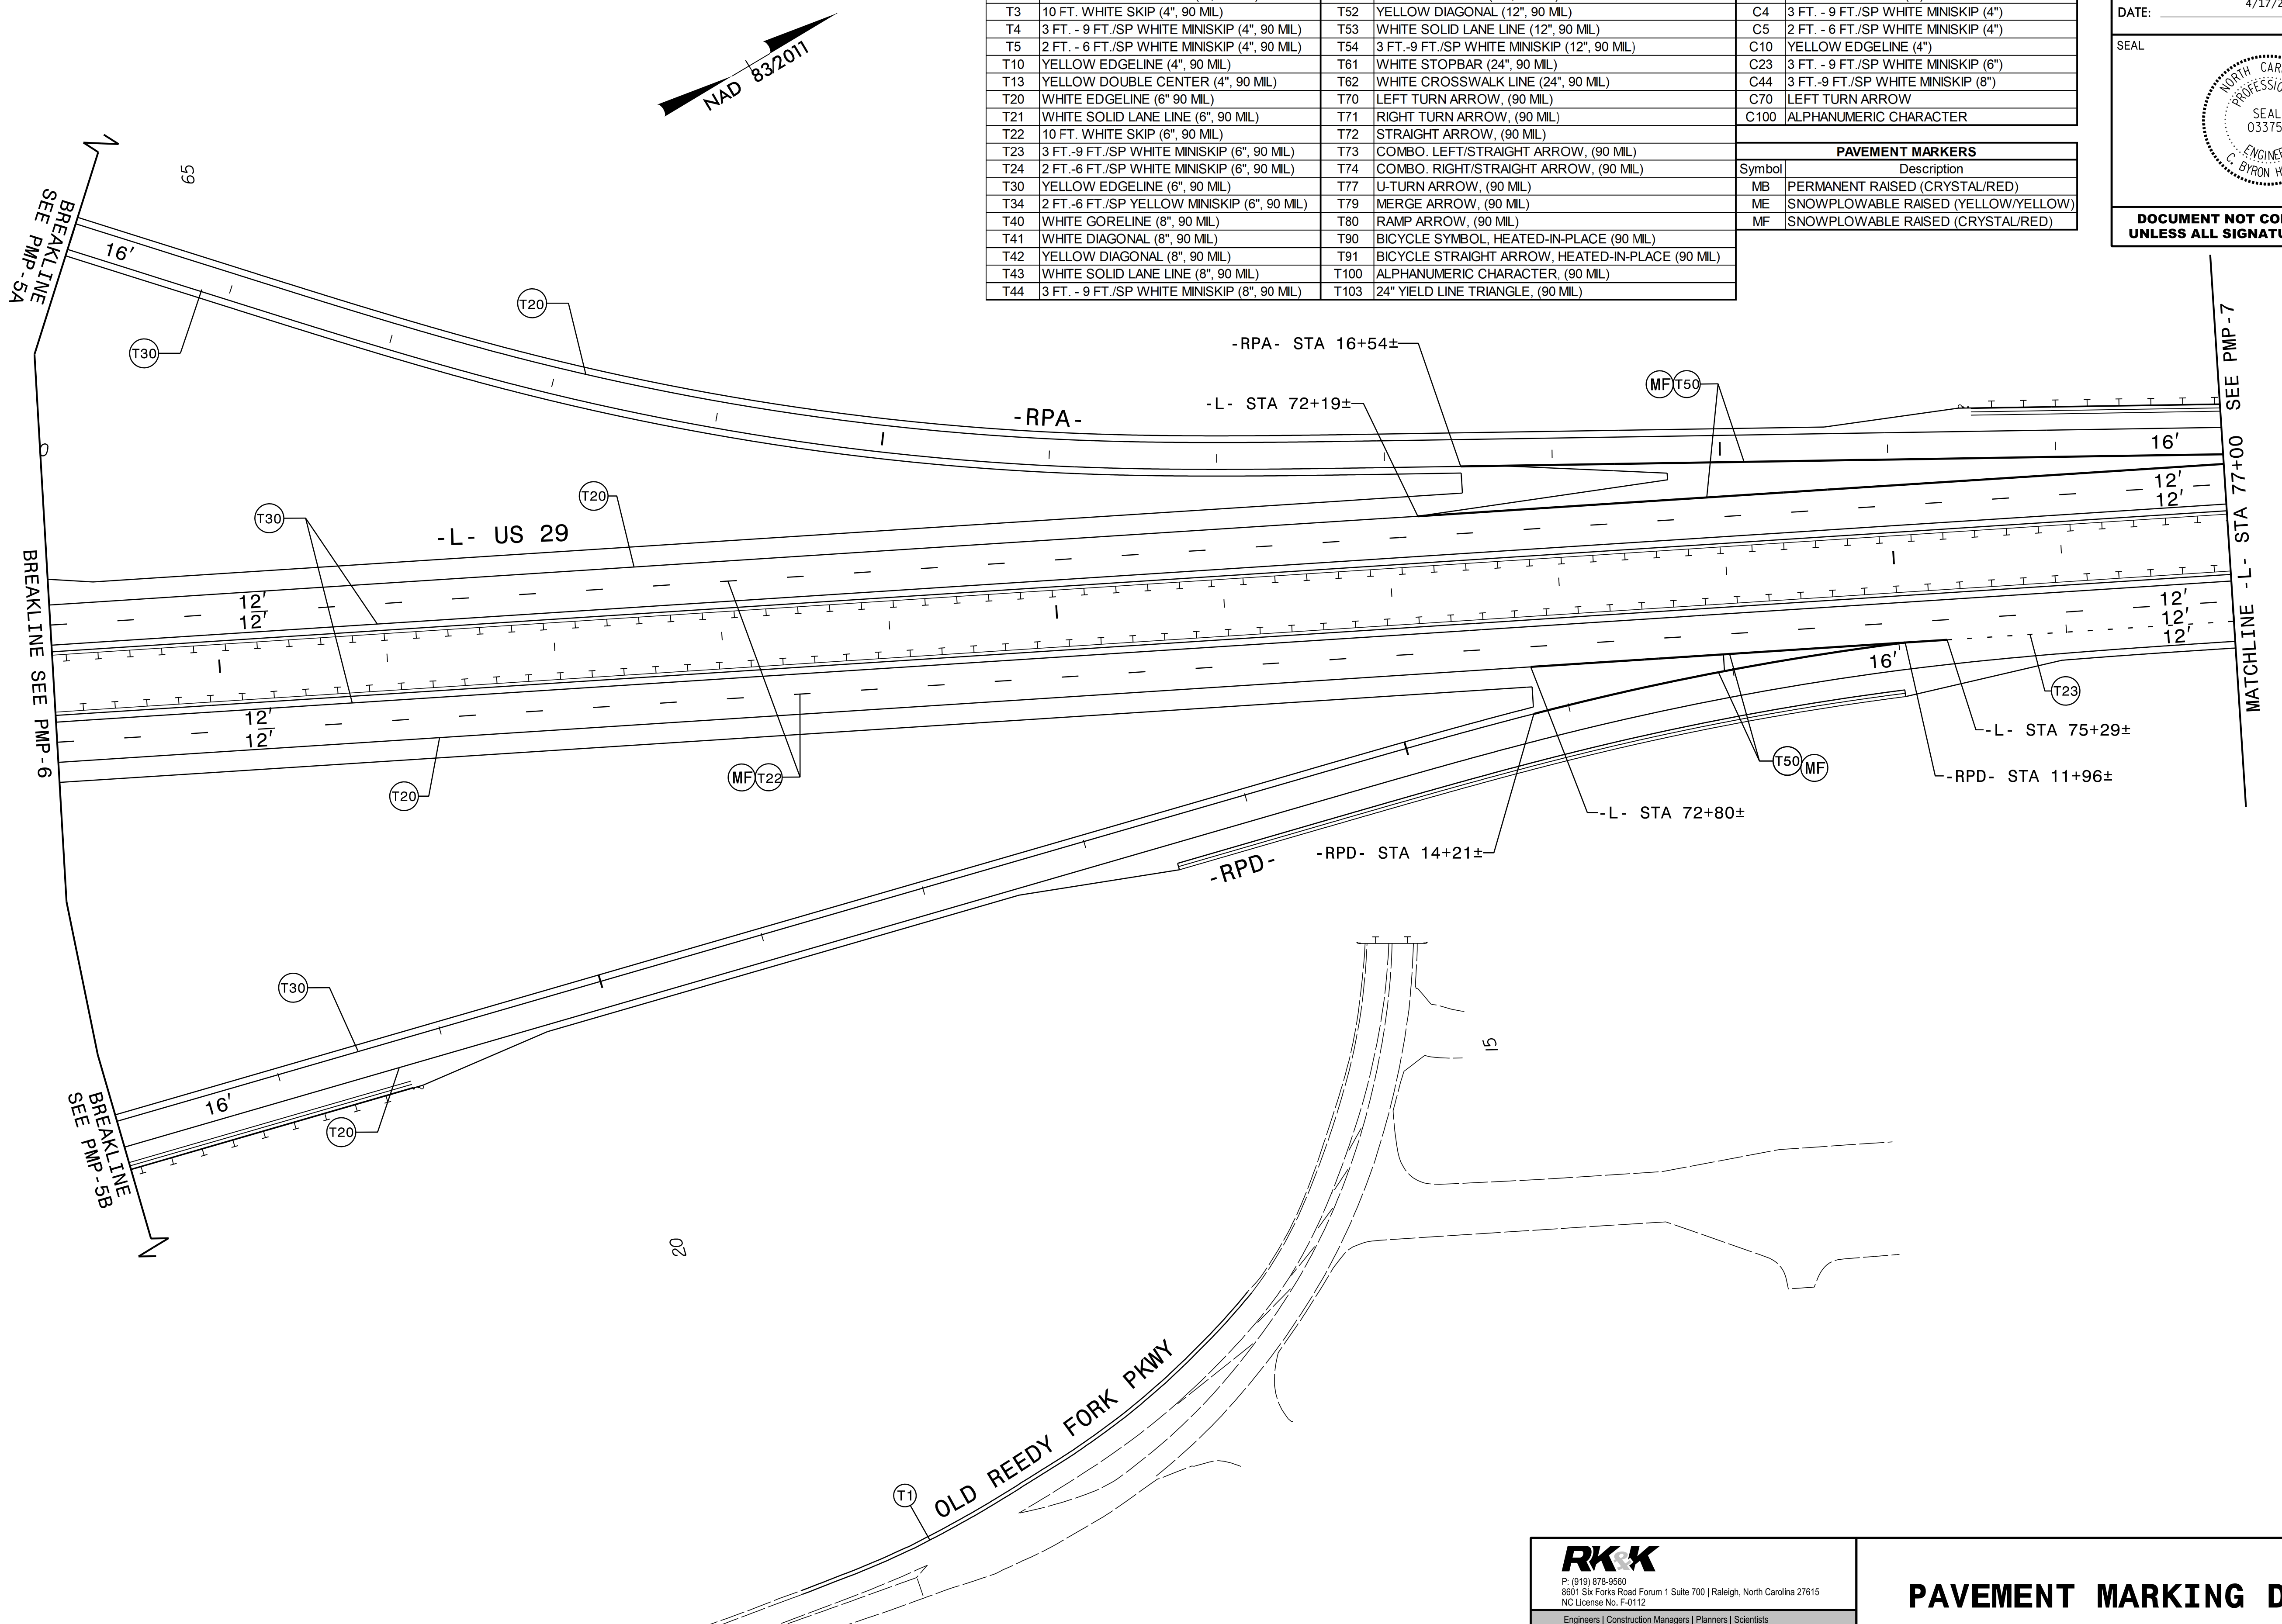 T3 10 FT. WHITE SKIP (4", 90 MIL) T52 YELLOW DIAGONAL (12", 90 MIL) C4 3 FT. - 9 FT./SP WHITE MINISKIP (4")
T4 3 FT. - 9 FT./SP WHITE MINISKIP (4", 90 MIL) T53 WHITE SOLID LANE LINE (12", 90 MIL) C5 2 FT. - 6 FT./SP WHITE MINISKIP (4")
T5 2 FT. - 6 FT./SP WHITE MINISKIP (4", 90 MIL) T54 3 FT.-9 FT./SP WHITE MINISKIP (12", 90 MIL) C10 YELLOW EDGELINE (4")
T10 YELLOW EDGELINE (4", 90 MIL) T61 WHITE STOPBAR (24", 90 MIL) C23 3 FT. - 9 FT./SP WHITE MINISKIP (6")
T13 YELLOW DOUBLE CENTER (4", 90 MIL) T62 WHITE CROSSWALK LINE (24", 90 MIL) C44 3 FT.-9 FT./SP WHITE MINISKIP (8")
T20 WHITE EDGELINE (6" 90 MIL) T70 LEFT TURN ARROW, (90 MIL) C70 LEFT TURN ARROW
T21 WHITE SOLID LANE LINE (6", 90 MIL) T71 RIGHT TURN ARROW, (90 MIL) C100 ALPHANUMERIC CHARACTER
T22 10 FT. WHITE SKIP (6", 90 MIL) T72 STRAIGHT ARROW, (90 MIL)
T23 3 FT.-9 FT./SP WHITE MINISKIP (6", 90 MIL) T73 COMBO. LEFT/STRAIGHT ARROW, (90 MIL) PAVEMENT MARKERS
T24 2 FT.-6 FT./SP WHITE MINISKIP (6", 90 MIL) T74 COMBO. RIGHT/STRAIGHT ARROW, (90 MIL) Symbol Description
T30 YELLOW EDGELINE (6", 90 MIL) T77 U-TURN ARROW, (90 MIL) MB PERMANENT RAISED (CRYSTAL/RED)
T34 2 FT.-6 FT./SP YELLOW MINISKIP (6", 90 MIL) T79 MERGE ARROW, (90 MIL) ME SNOWPLOWABLE RAISED (YELLOW/YELLOW)
T40 WHITE GORELINE (8", 90 MIL) T80 RAMP ARROW, (90 MIL) MF SNOWPLOWABLE RAISED (CRYSTAL/RED)
T41 WHITE DIAGONAL (8", 90 MIL) T90 BICYCLE SYMBOL, HEATED-IN-PLACE (90 MIL)
T42 YELLOW DIAGONAL (8", 90 MIL) T91 BICYCLE STRAIGHT ARROW, HEATED-IN-PLACE (90 MIL)
T43 WHITE SOLID LANE LINE (8", 90 MIL) T100 ALPHANUMERIC CHARACTER, (90 MIL)
T44 3 FT. - 9 FT./SP WHITE MINISKIP (8", 90 MIL) T103 24" YIELD LINE TRIANGLE, (90 MIL)
DATE: 4/17/2
SEAL
NORTH CAR
PROFESSIO
SEAL
03375
ENGINEE
C. BYRON H
DOCUMENT NOT CO
UNLESS ALL SIGNATU
NAD 83/2011
65
BREAKLINE
SEE PMP-5A
16'
T20
T30
-RPA- STA 16+54±
-L- STA 72+19±
MF T50
-RPA-
16'
12'
12'
T20
T30
-L- US 29
12'
12'
12'
12'
12'
12'
12'
16'
BREAKLINE SEE PMP-6
MATCHLINE -L- STA 77+00 SEE PMP-7
T23
-L- STA 75+29±
T50 MF
-RPD- STA 11+96±
MF T22
T20
-L- STA 72+80±
-RPD- STA 14+21±
-RPD-
T30
16'
T20
BREAKLINE
SEE PMP-5B
15
20
OLD REEDY FORK PKWY
T1
RK&K
P: (919) 878-9560
8601 Six Forks Road Forum 1 Suite 700 | Raleigh, North Carolina 27615
NC License No. F-0112
Engineers | Construction Managers | Planners | Scientists
PAVEMENT MARKING D